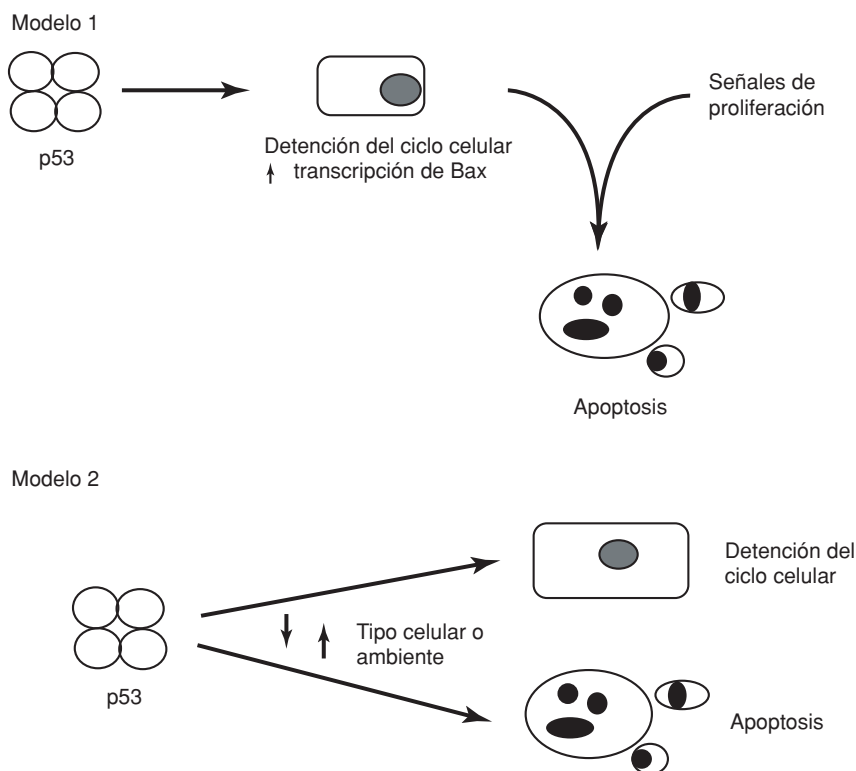 Modelo 1
p53
Detención del ciclo celular
transcripción de Bax
Señales de
proliferación
Apoptosis
Modelo 2
p53
Tipo celular o
ambiente
Detención del
ciclo celular
Apoptosis